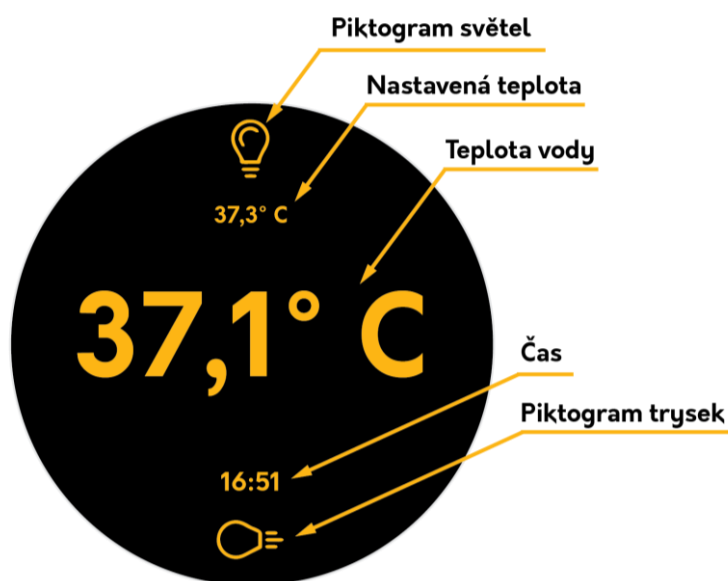 Piktogram světel
Nastavená teplota
Teplota vody
37,3° C
37,1° C
Čas
Piktogram trysek
16:51